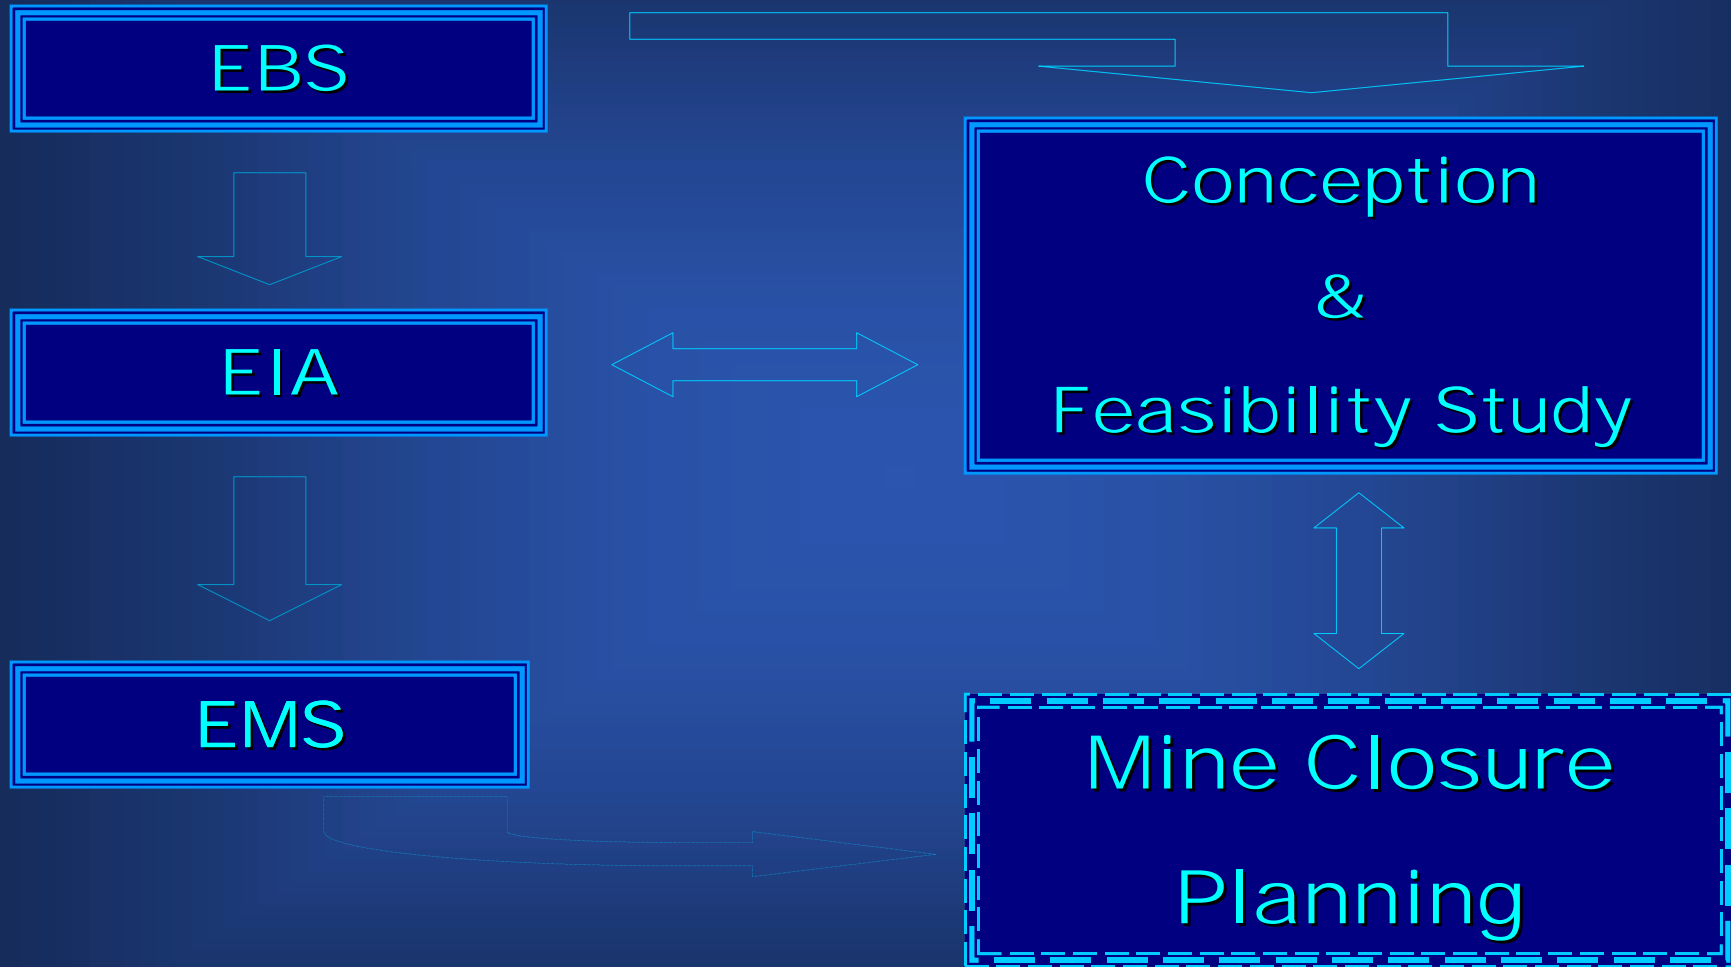 EBS
Conception
&
Feasibility Study
EIA
EMS
Mine Closure
Planning